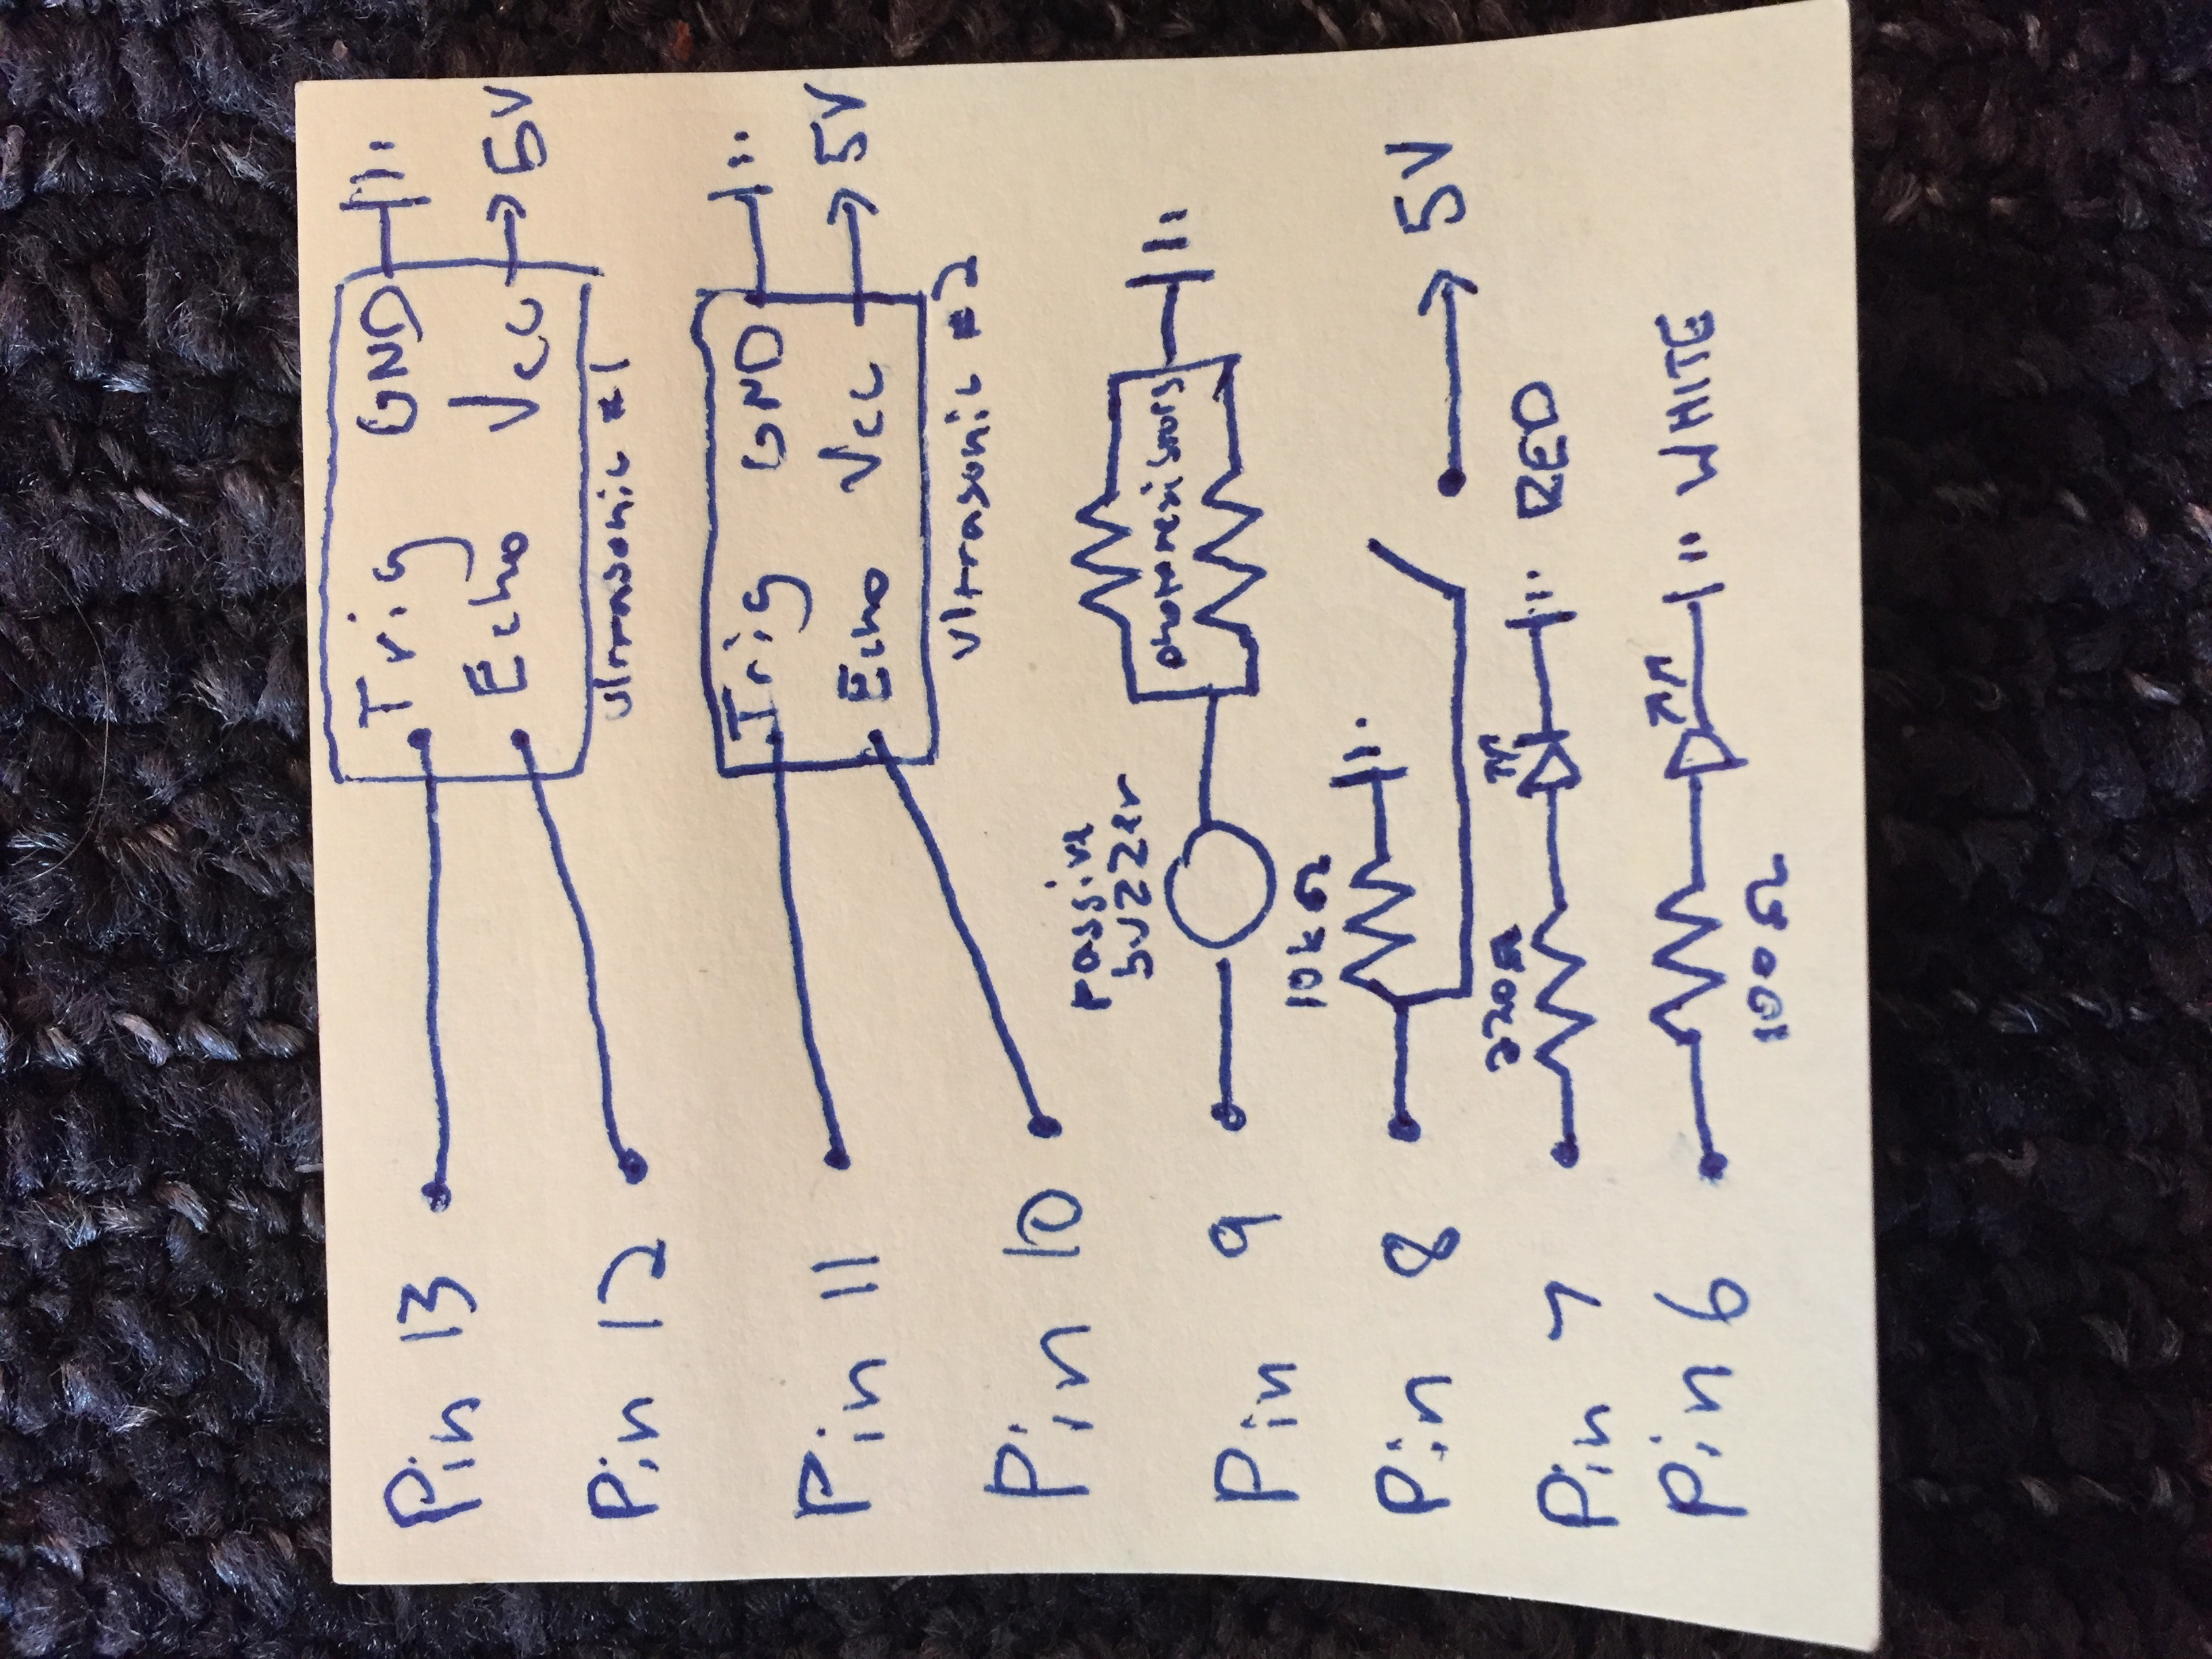 Pin 13
Trig GND
Echo Vcc 5V
ultrasonic #1
Pin 12
Trig GND
Pin 11
Echo Vcc 5V
ultrasonic #2
Pin 10
passive
buzzer
photoresistors
Pin 9
10kΩ
Pin 8
5V
220Ω
Pin 7
RED
Pin 6
WHITE
100Ω